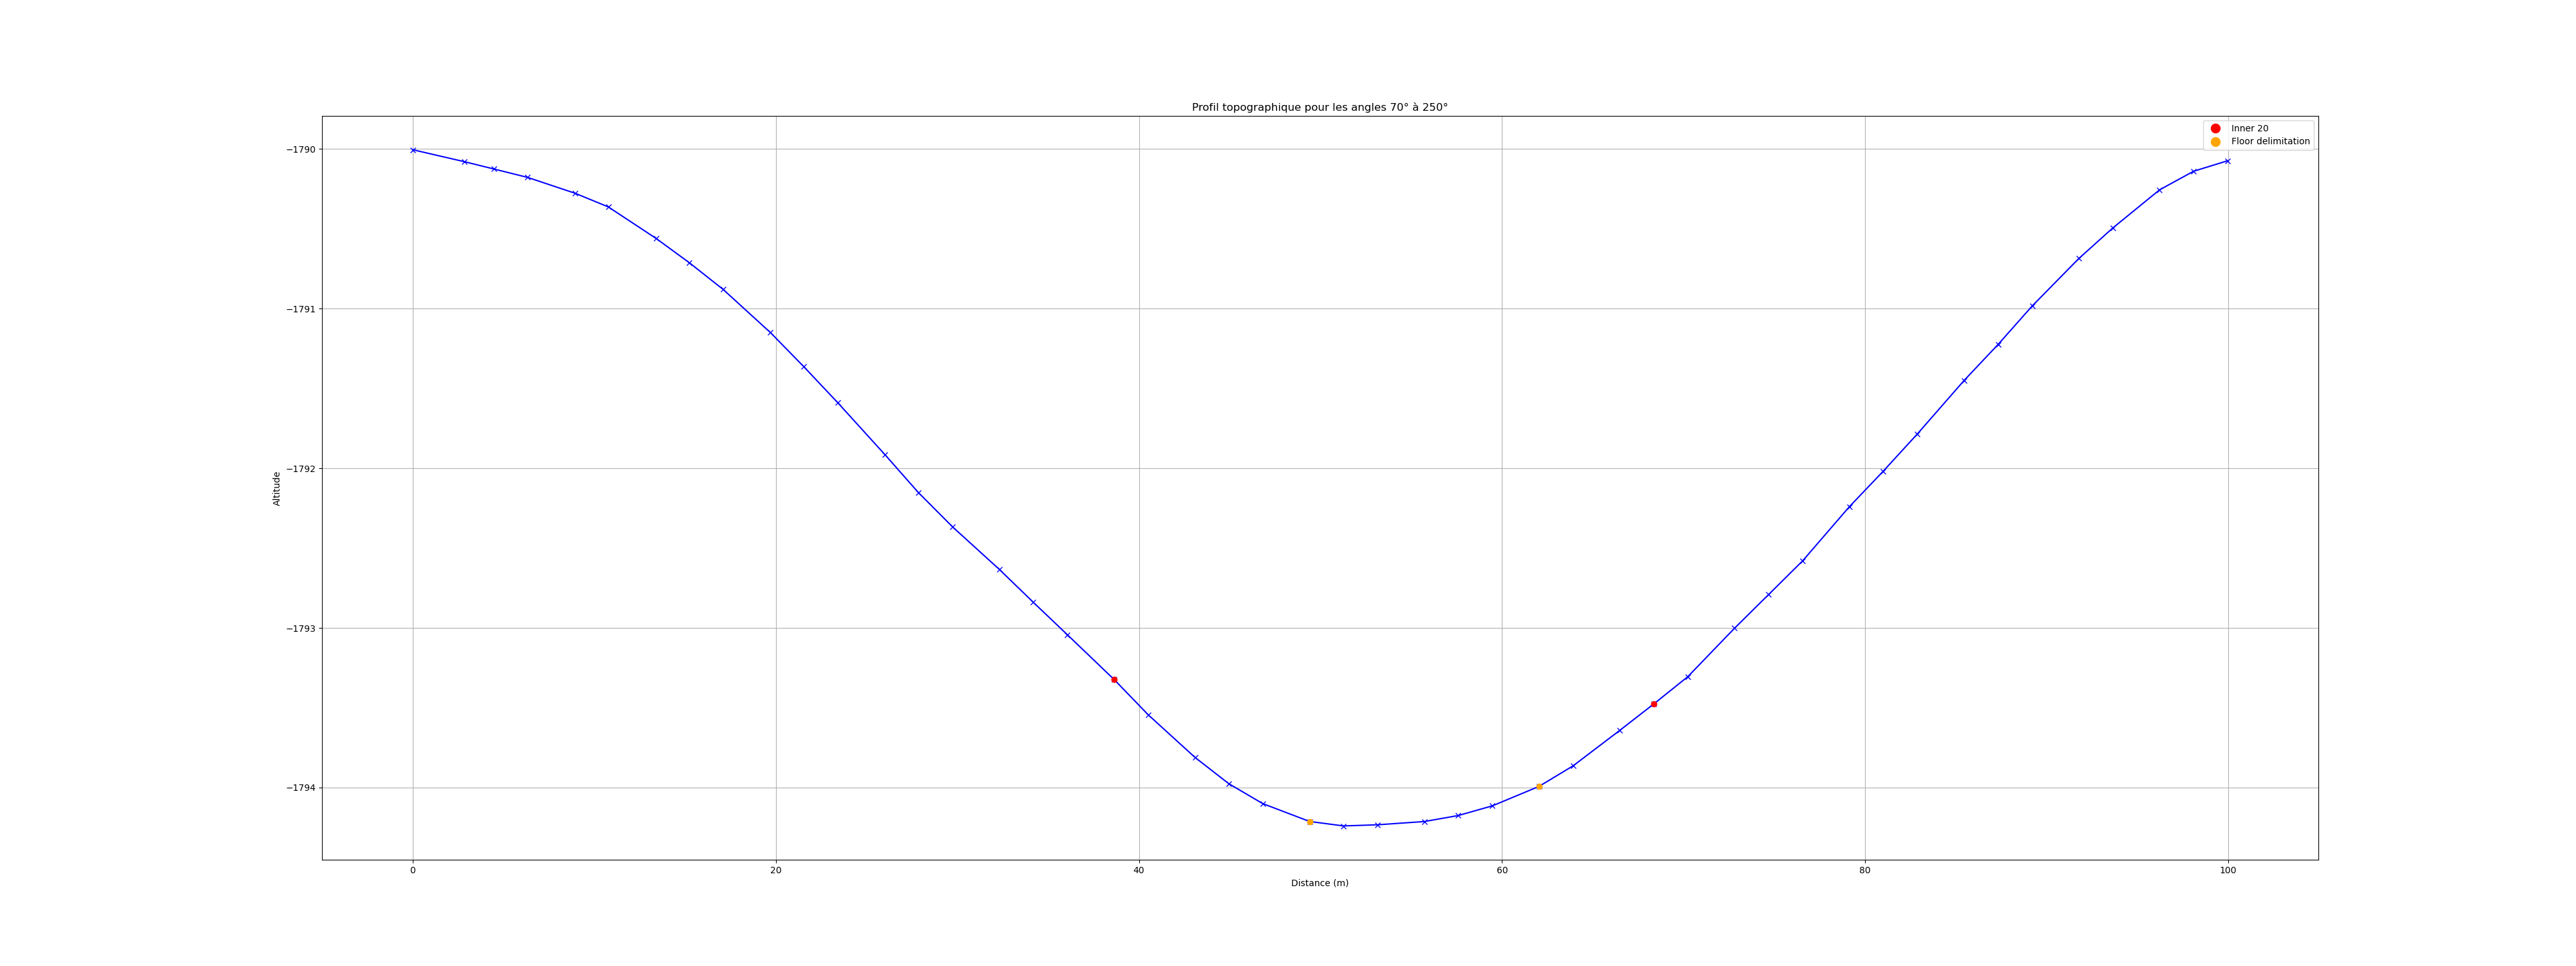 Profil topographique pour les angles 70° à 250°
Inner 20
Floor delimitation
−1790
−1791
−1792
−1793
−1794
Altitude
0
20
40
60
80
100
Distance (m)